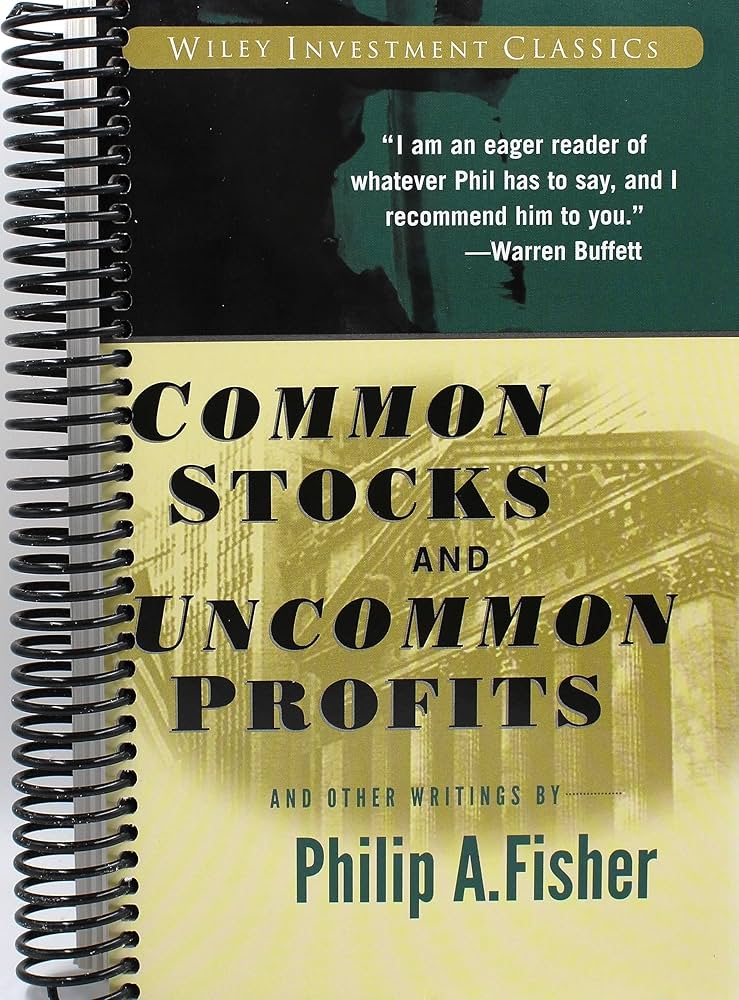 WILEY INVESTMENT CLASSICS
“I am an eager reader of
whatever Phil has to say, and I
recommend him to you.”
—Warren Buffett
COMMON
STOCKS
AND
UNCOMMON
PROFITS
AND OTHER WRITINGS BY
Philip A. Fisher